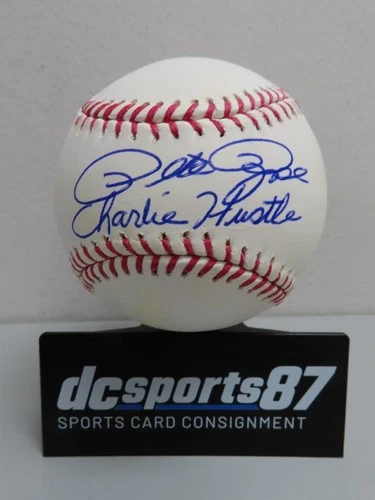 Pete Rose
Charlie Hustle
dcsports87
SPORTS CARD CONSIGNMENT